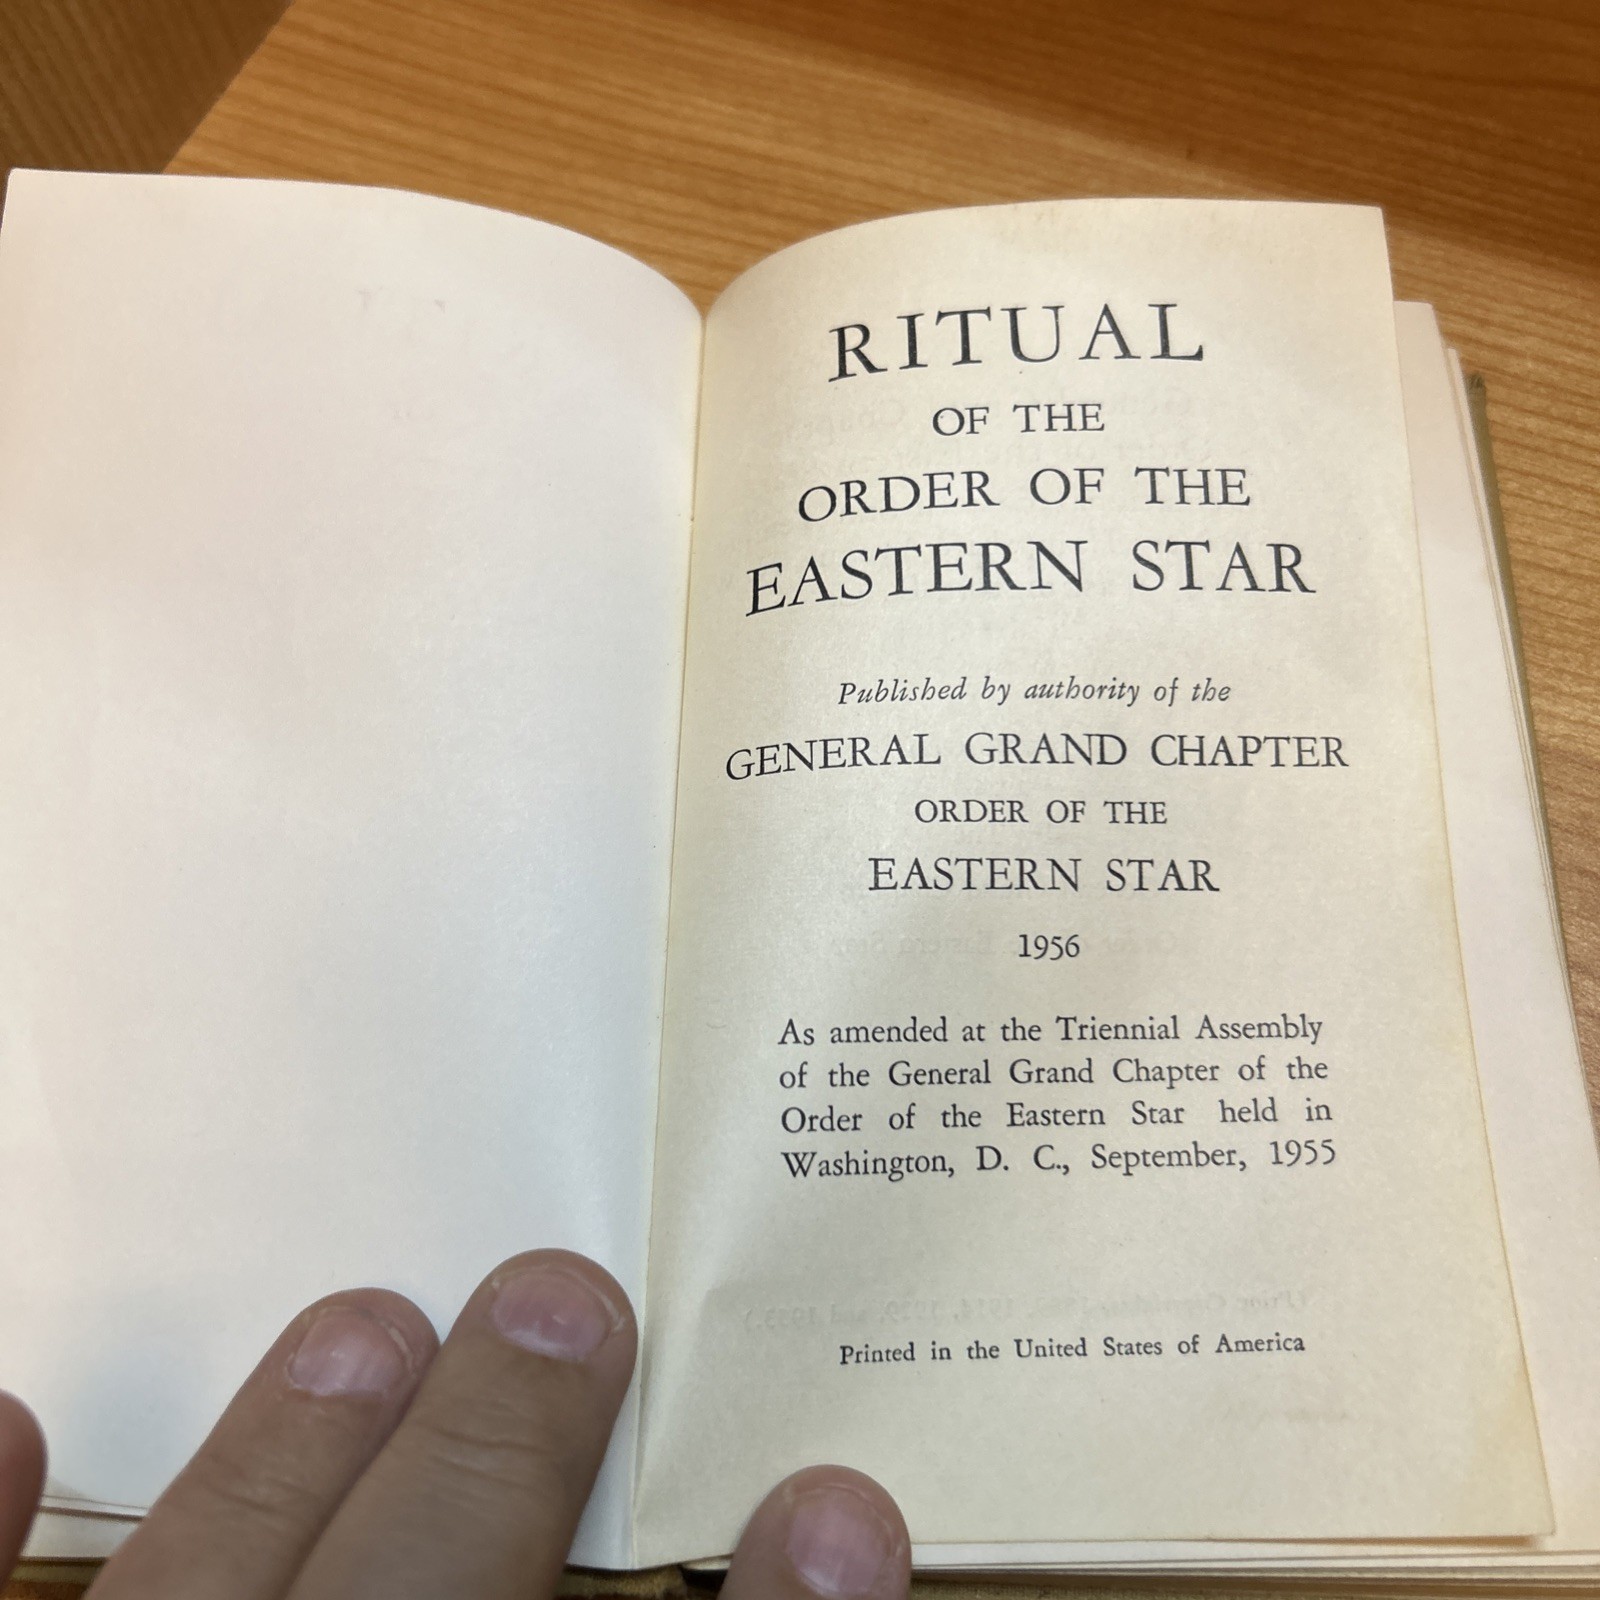 RITUAL
OF THE
ORDER OF THE
EASTERN STAR
Published by authority of the
GENERAL GRAND CHAPTER
ORDER OF THE
EASTERN STAR
1956
As amended at the Triennial Assembly
of the General Grand Chapter of the
Order of the Eastern Star held in
Washington, D. C., September, 1955
Printed in the United States of America